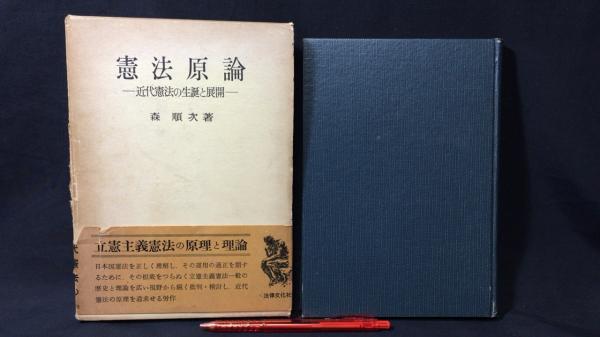 憲法原論
―近代憲法の生誕と展開―
森 順次著
立憲主義憲法の原理と理論
日本国憲法を正しく理解し、その運用の適正を期す
るために、その根底をつらぬく立憲主義憲法一般の
歴史と理論を広い視野から鋭く批判・検討し、近代
憲法の原理を追求せる労作
法律文化社